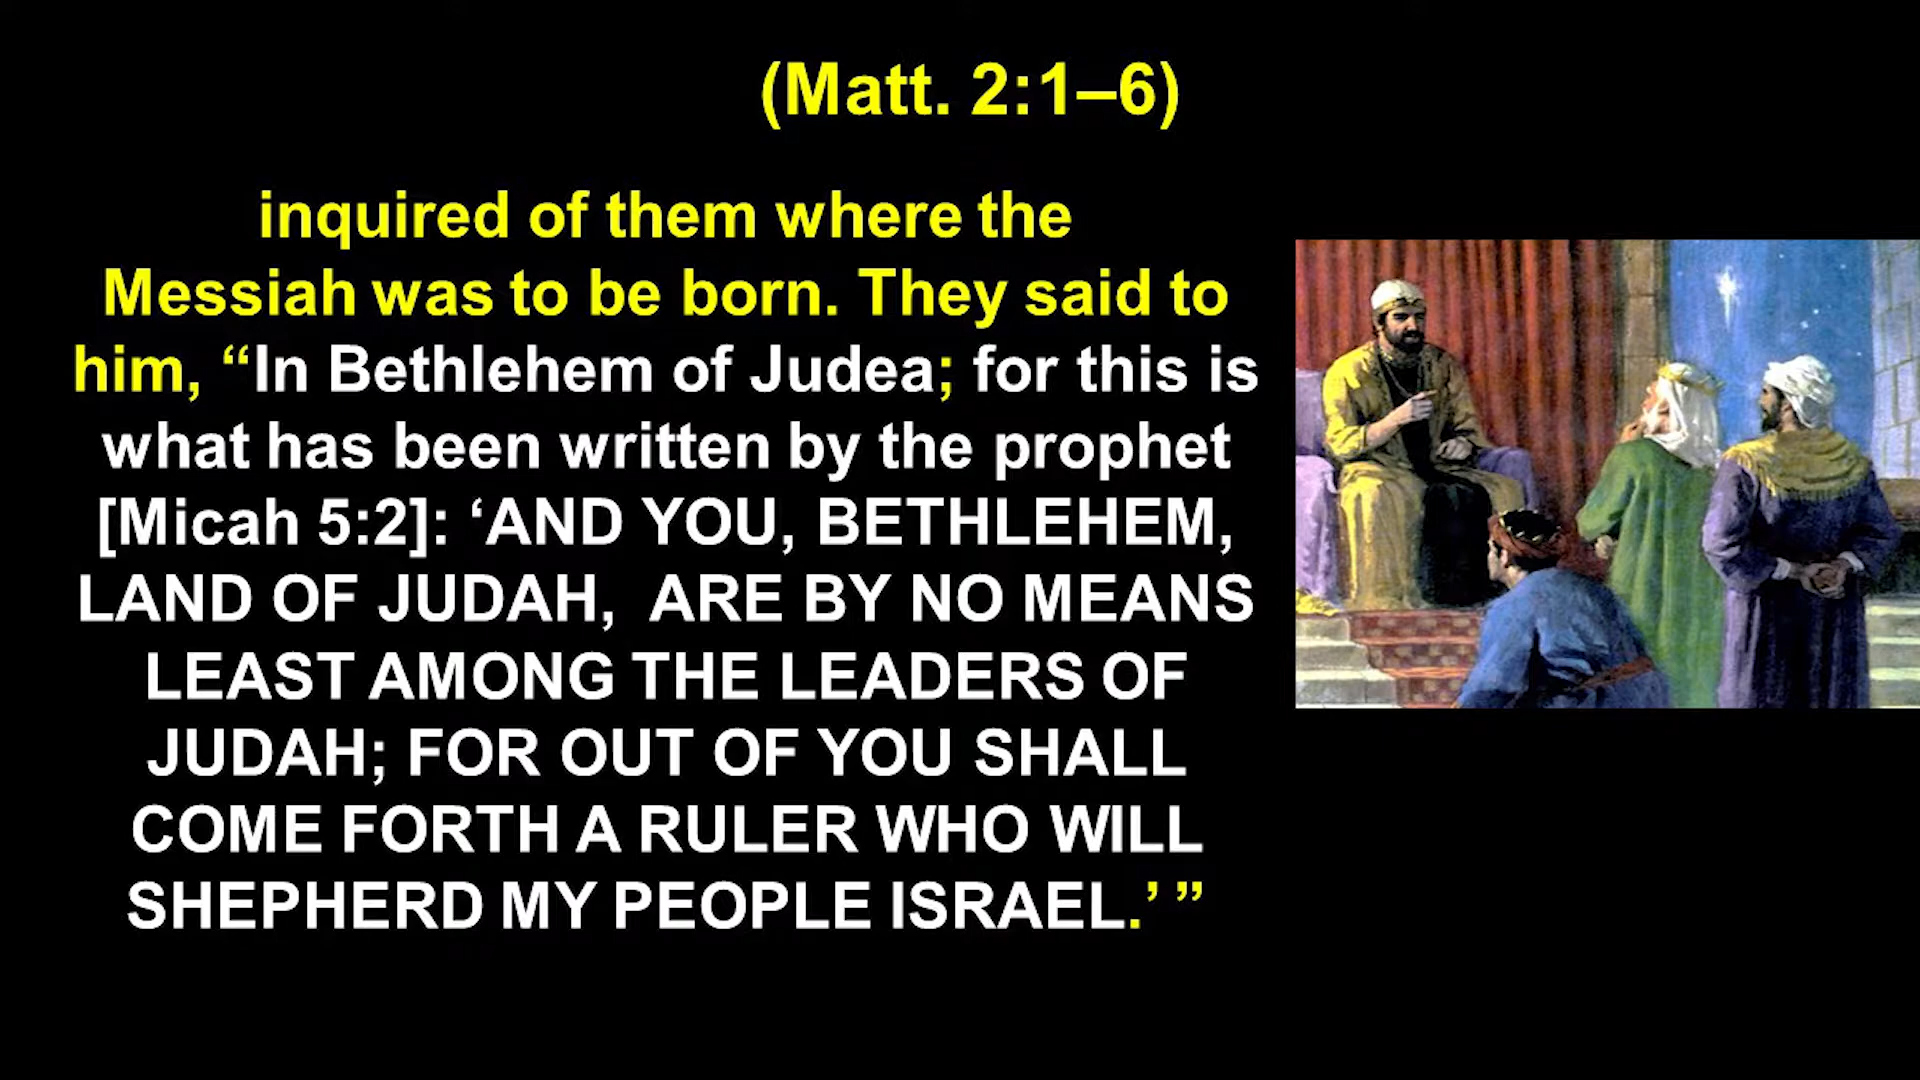 (Matt. 2:1–6)
inquired of them where the
Messiah was to be born. They said to
him, “In Bethlehem of Judea; for this is
what has been written by the prophet
[Micah 5:2]: ‘AND YOU, BETHLEHEM,
LAND OF JUDAH,  ARE BY NO MEANS
LEAST AMONG THE LEADERS OF
JUDAH; FOR OUT OF YOU SHALL
COME FORTH A RULER WHO WILL
SHEPHERD MY PEOPLE ISRAEL.’ ”